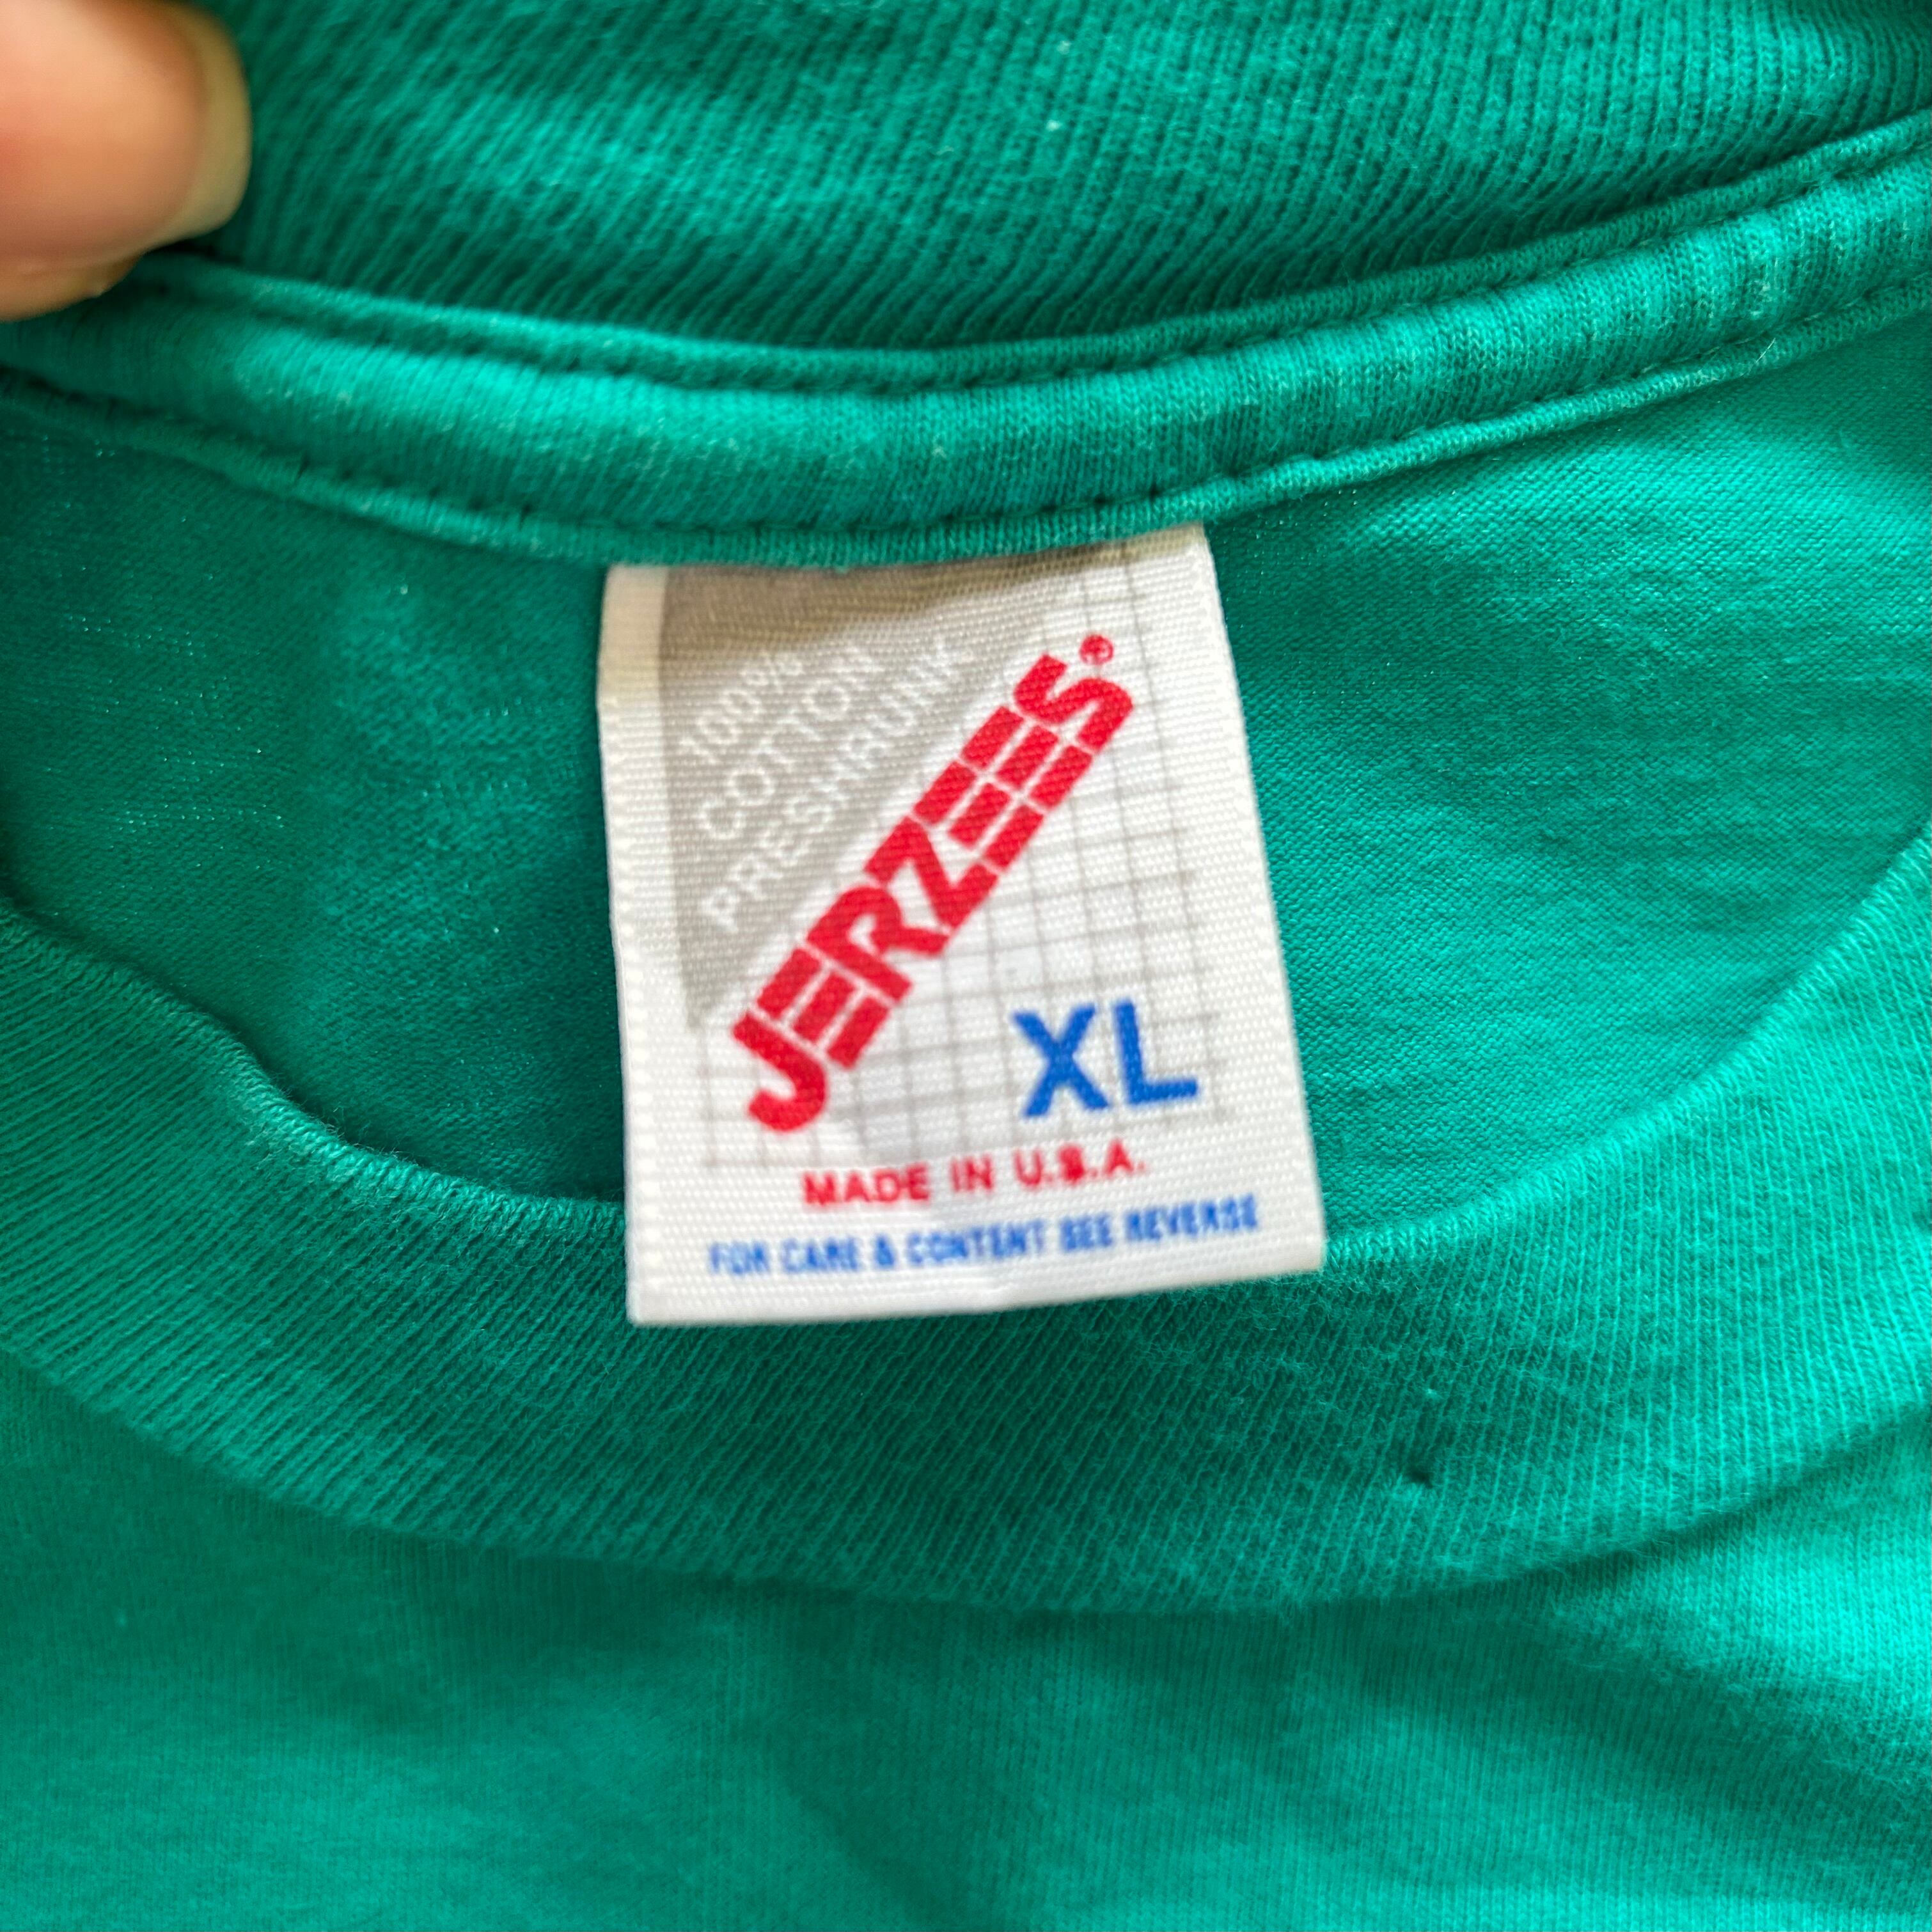 100%
COTTON
PRESHRUNK
JERZEES®
XL
MADE IN U.S.A.
FOR CARE & CONTENT SEE REVERSE